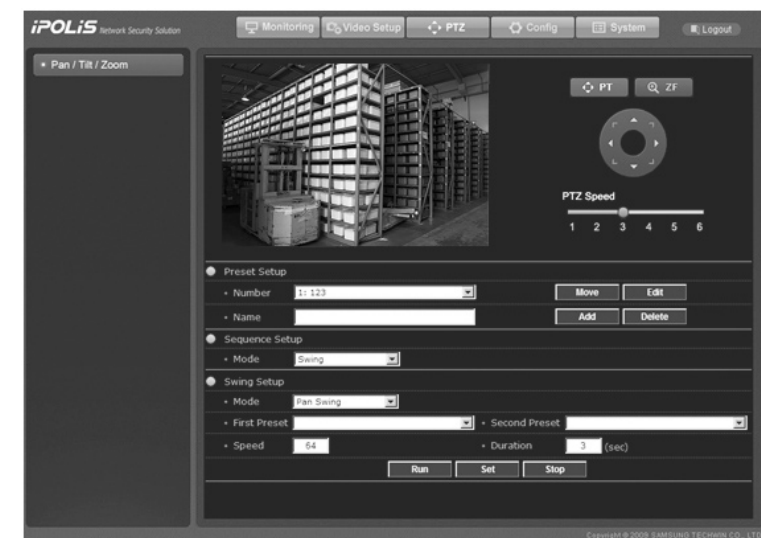 iPOLiS Network Security Solution
Monitoring Video Setup PTZ Config System Logout
Pan / Tilt / Zoom
PT ZF
PTZ Speed
1 2 3 4 5 6
Preset Setup
Number 1: 123 Move Edit
Name Add Delete
Sequence Setup
Mode Swing
Swing Setup
Mode Pan Swing
First Preset Second Preset
Speed 64 Duration 3 (sec)
Run Set Stop
Copyright © 2009 SAMSUNG TECHWIN CO., LTD